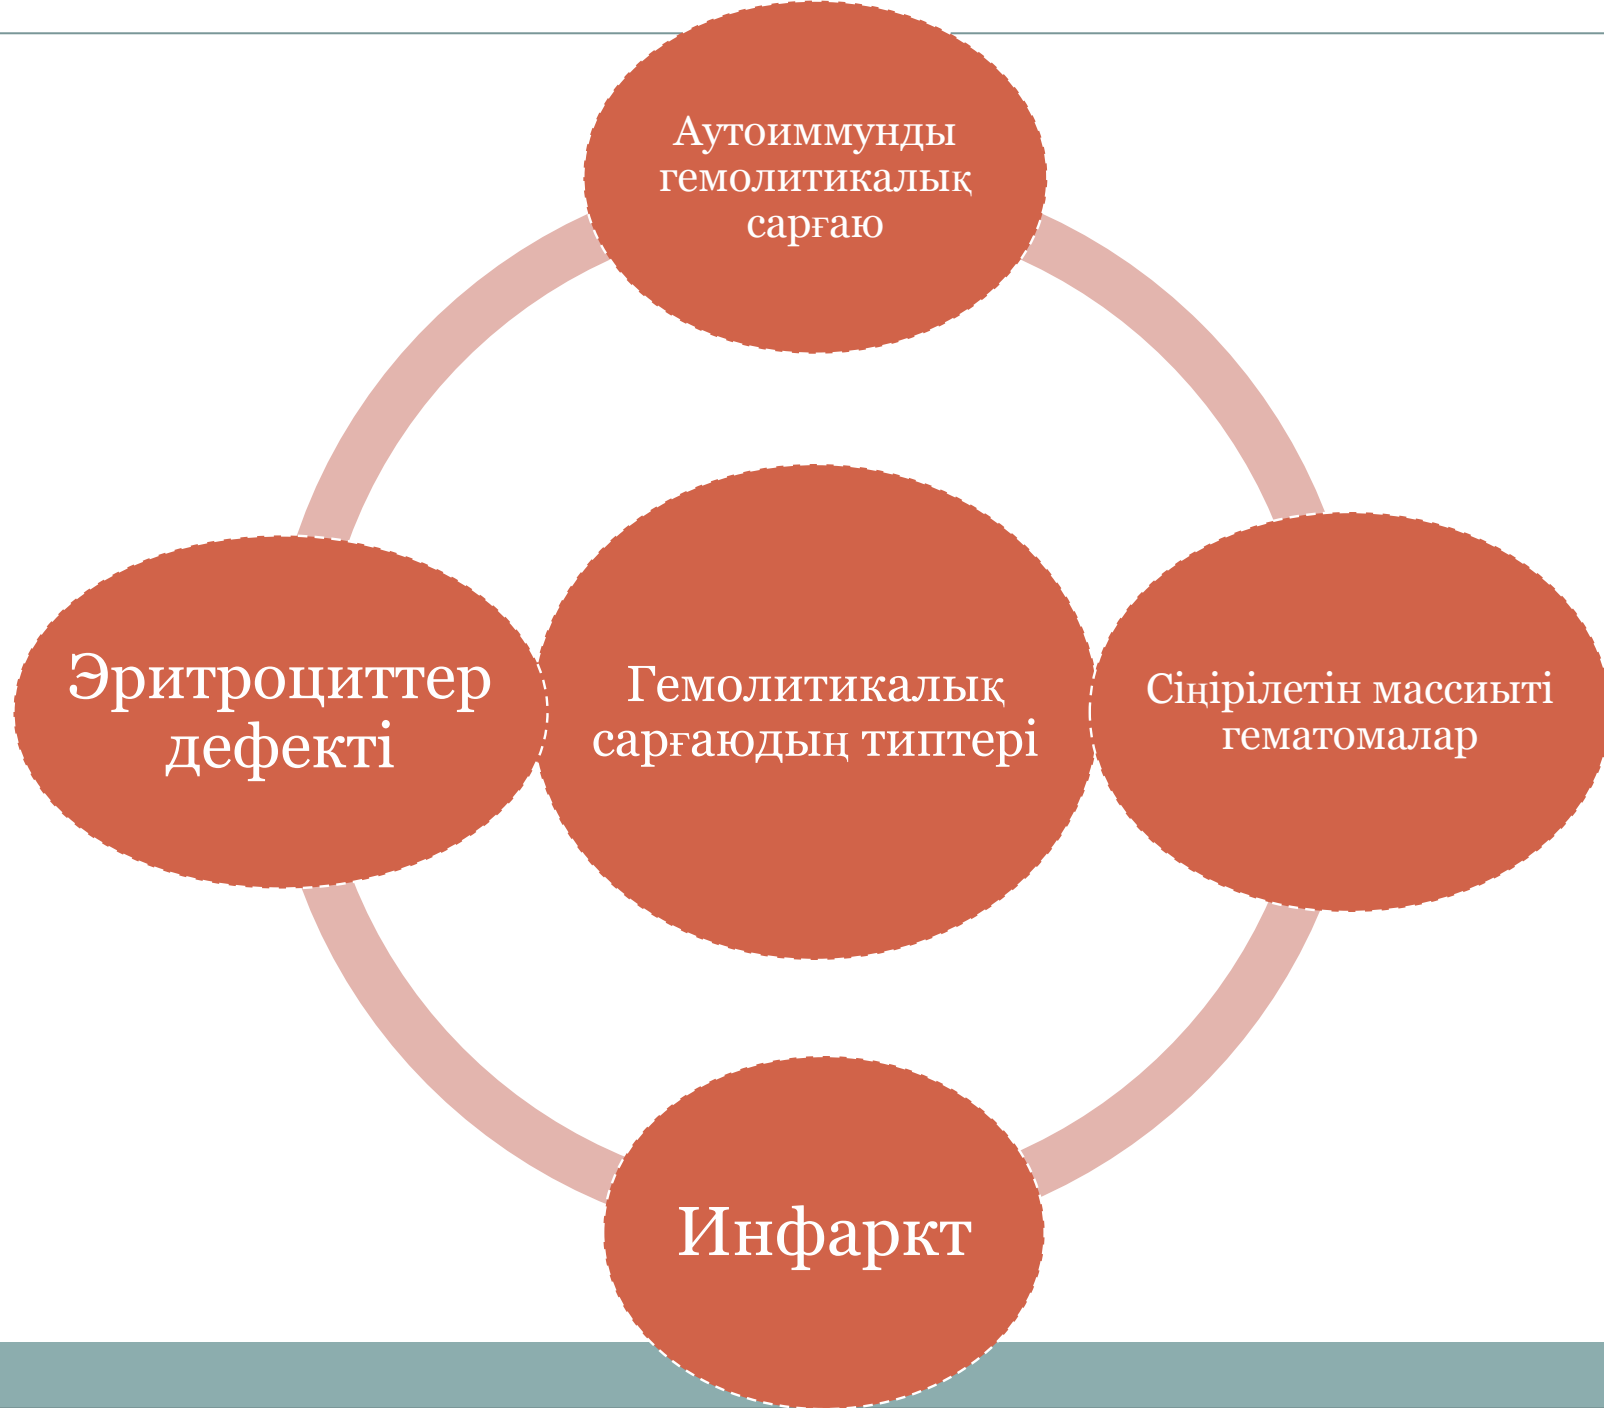 Аутоиммунды
гемолитикалық
сарғаю
Эритроциттер
дефекті
Гемолитикалық
сарғаюдың типтері
Сіңірілетін массиыті
гематомалар
Инфаркт